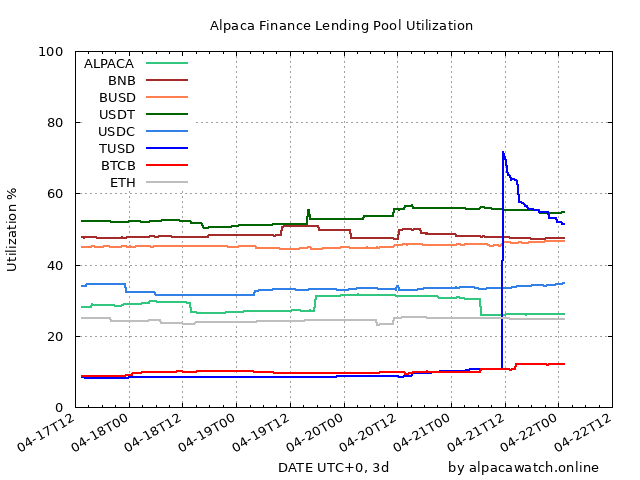 Alpaca Finance Lending Pool Utilization
100
80
60
40
20
0
Utilization %
ALPACA
BNB
BUSD
USDT
USDC
TUSD
BTCB
ETH
04-17T12
04-18T00
04-18T12
04-19T00
04-19T12
04-20T00
04-20T12
04-21T00
04-21T12
04-22T00
04-22T12
DATE UTC+0, 3d
by alpacawatch.online